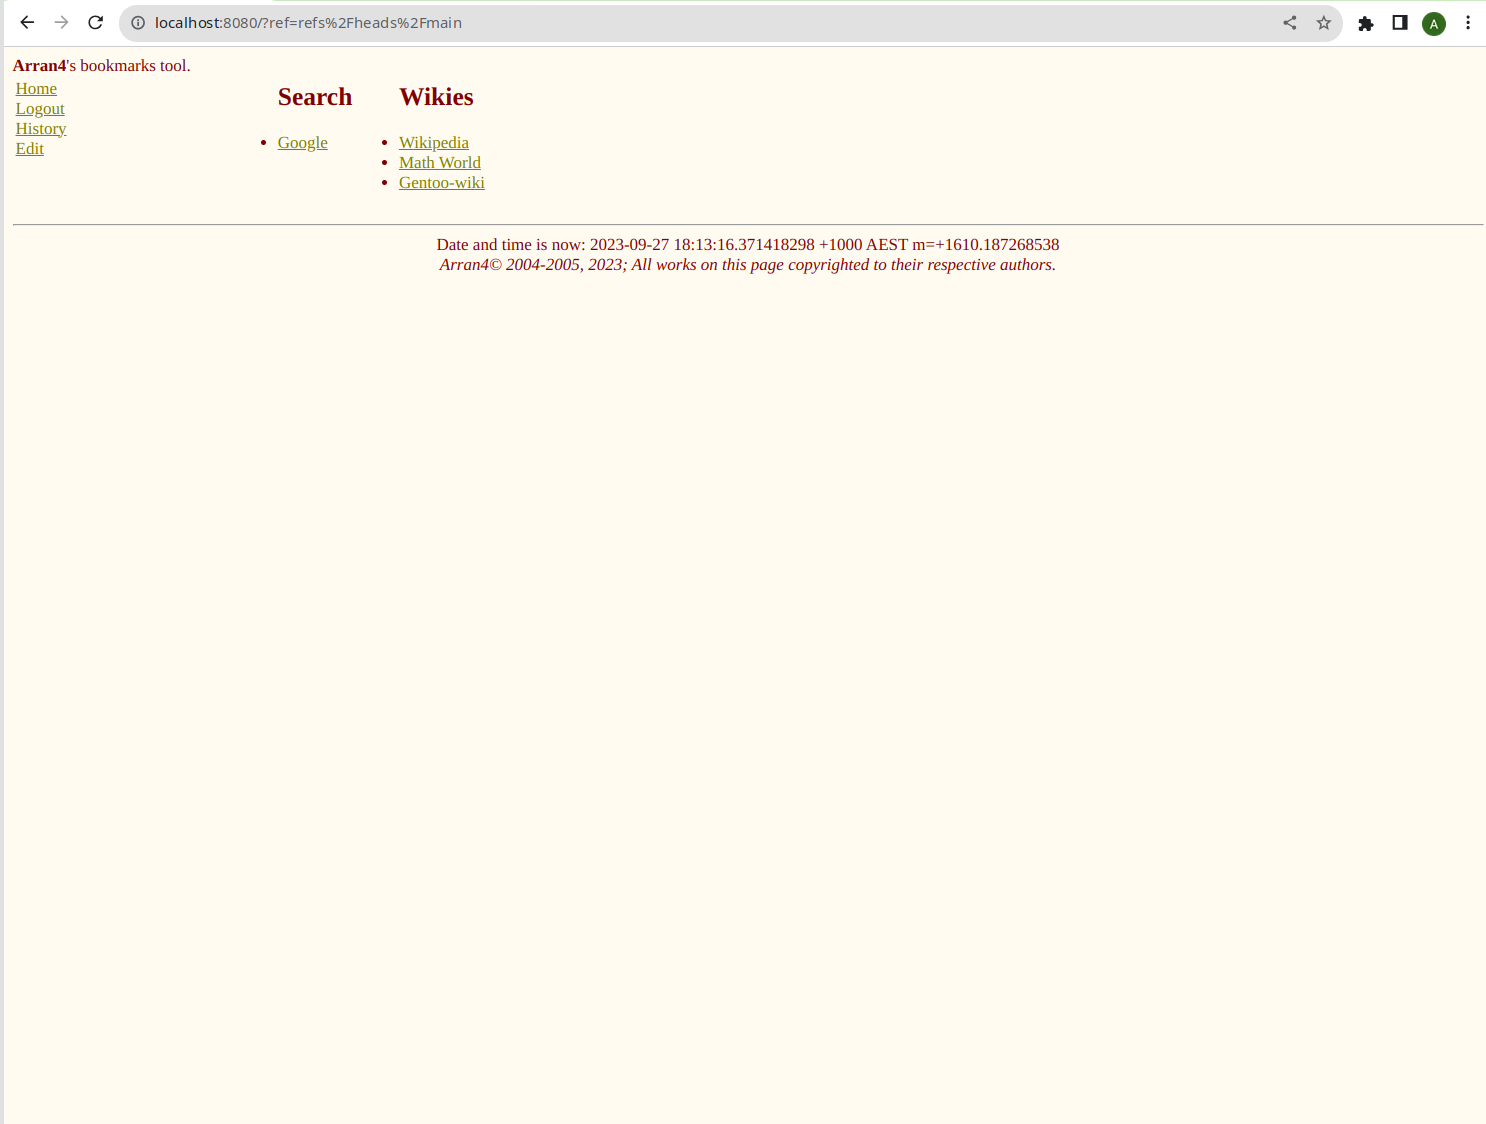 localhost:8080/?ref=refs%2Fheads%2Fmain
A
Arran4's bookmarks tool.
Home
Logout
History
Edit
Search
Google
Wikies
Wikipedia
Math World
Gentoo-wiki
Date and time is now: 2023-09-27 18:13:16.371418298 +1000 AEST m=+1610.187268538
Arran4© 2004-2005, 2023; All works on this page copyrighted to their respective authors.